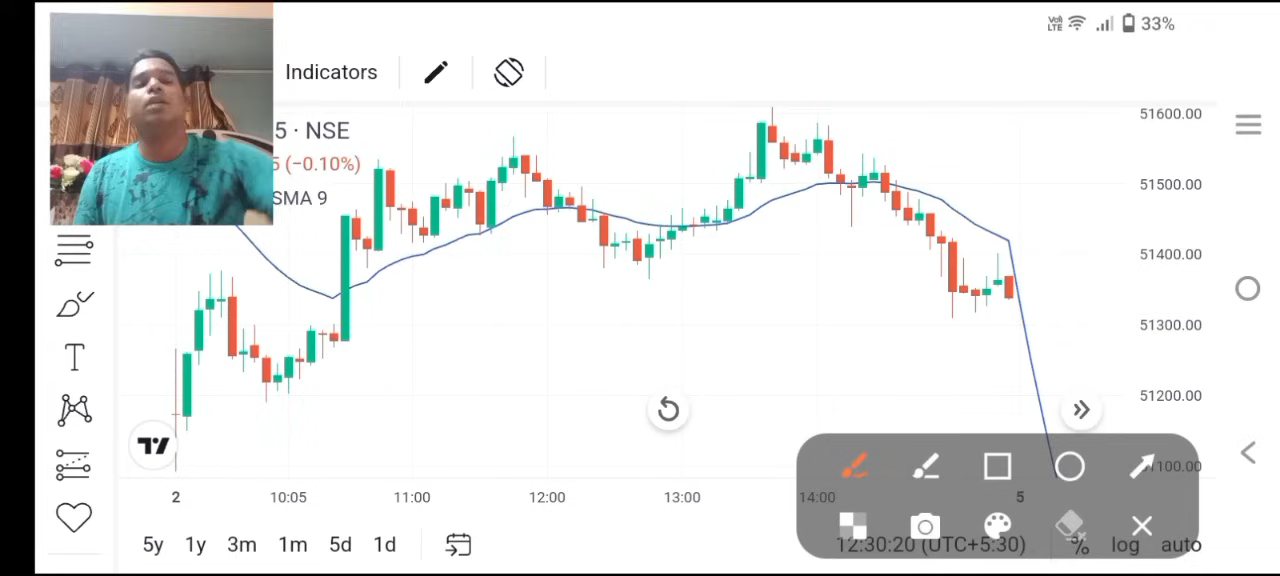 Vo)) LTE 33%
Indicators
5 · NSE
5 (−0.10%)
SMA 9
51600.00
51500.00
51400.00
51300.00
51200.00
100.00
2 10:05 11:00 12:00 13:00 14:00 5
5y 1y 3m 1m 5d 1d 12:30:20 (UTC+5:30) % log auto